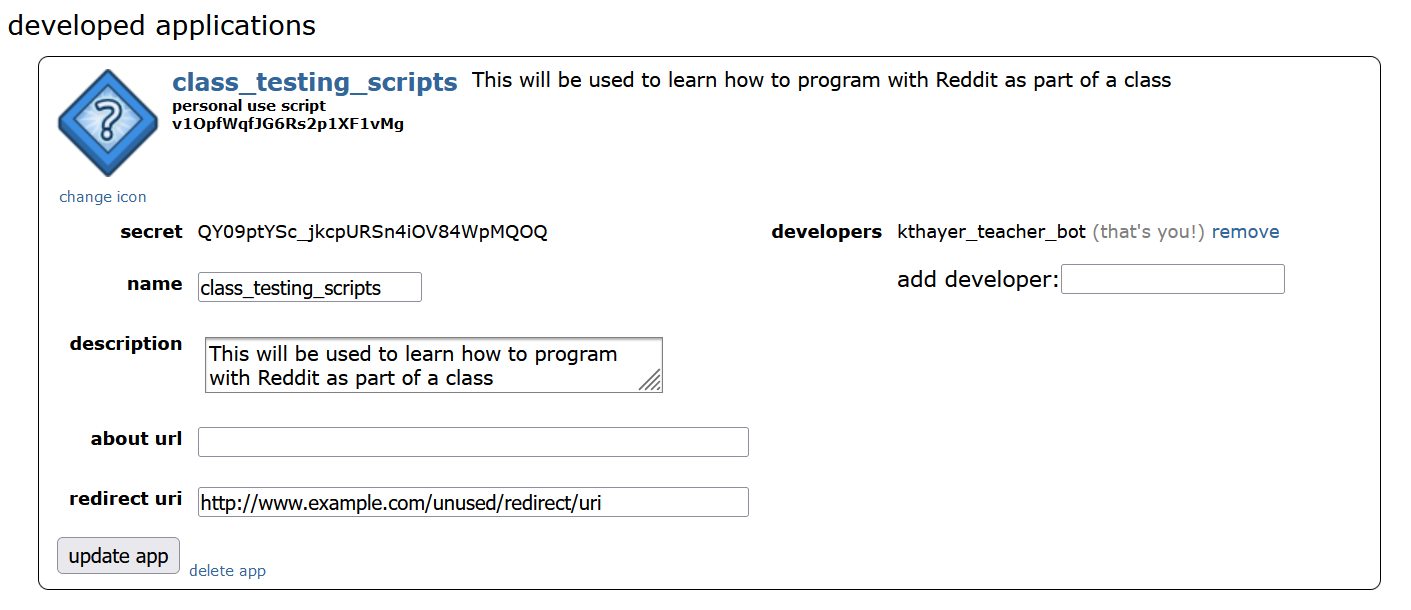 developed applications
class_testing_scripts This will be used to learn how to program with Reddit as part of a class
personal use script
v1OpfWqfJG6Rs2p1XF1vMg
?
change icon
secret QY09ptYSc_jkcpURSn4iOV84WpMQOQ developers kthayer_teacher_bot (that's you!) remove
name class_testing_scripts add developer:
description This will be used to learn how to program
with Reddit as part of a class
about url
redirect uri http://www.example.com/unused/redirect/uri
update app delete app